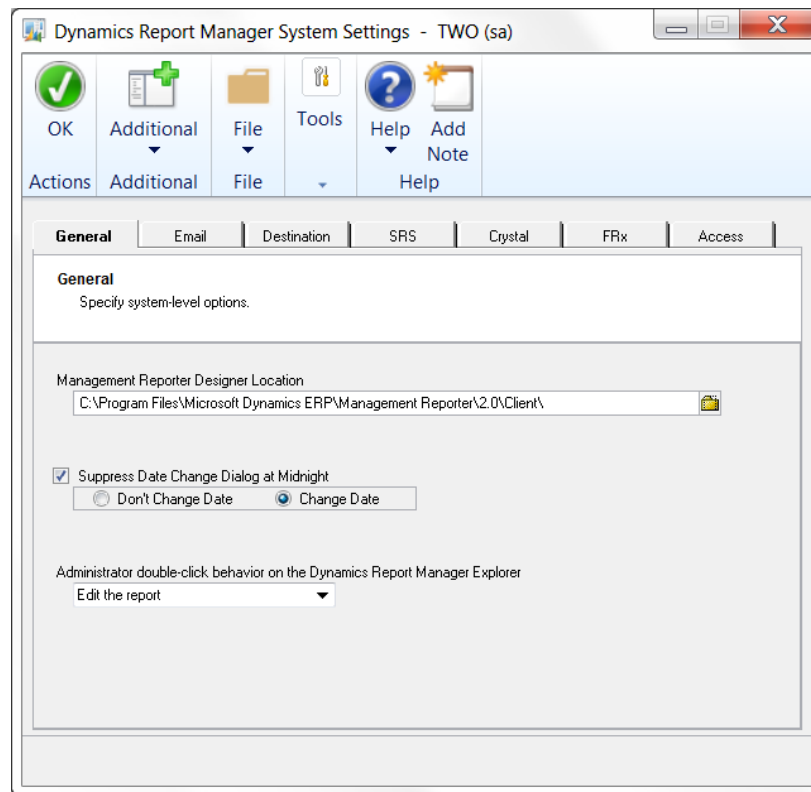 Dynamics Report Manager System Settings - TWO (sa)
OK Additional File Tools Help Add Note
Actions Additional File Help
General Email Destination SRS Crystal FRx Access
General
Specify system-level options.
Management Reporter Designer Location
C:\Program Files\Microsoft Dynamics ERP\Management Reporter\2.0\Client\
Suppress Date Change Dialog at Midnight
Don't Change Date Change Date
Administrator double-click behavior on the Dynamics Report Manager Explorer
Edit the report